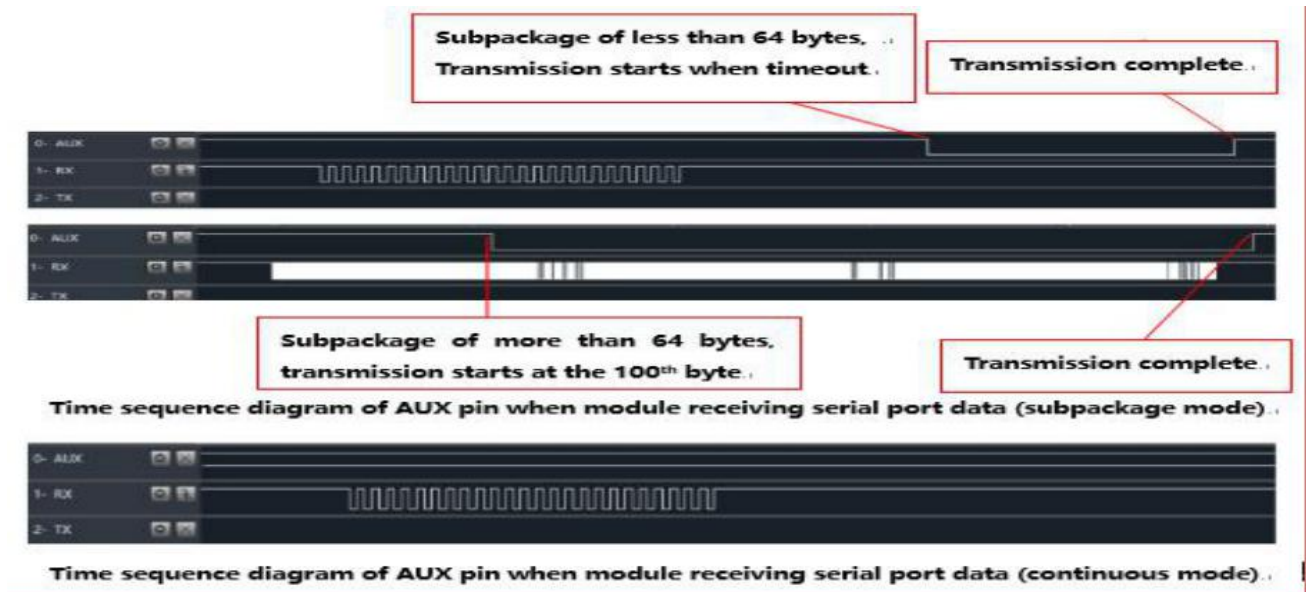 Subpackage of less than 64 bytes,
Transmission starts when timeout.
Transmission complete.
0- AUX
1- RX
2- TX
0- AUX
1- RX
2- TX
Subpackage of more than 64 bytes,
transmission starts at the 100th byte.
Transmission complete.
Time sequence diagram of AUX pin when module receiving serial port data (subpackage mode).
0- AUX
1- RX
2- TX
Time sequence diagram of AUX pin when module receiving serial port data (continuous mode).